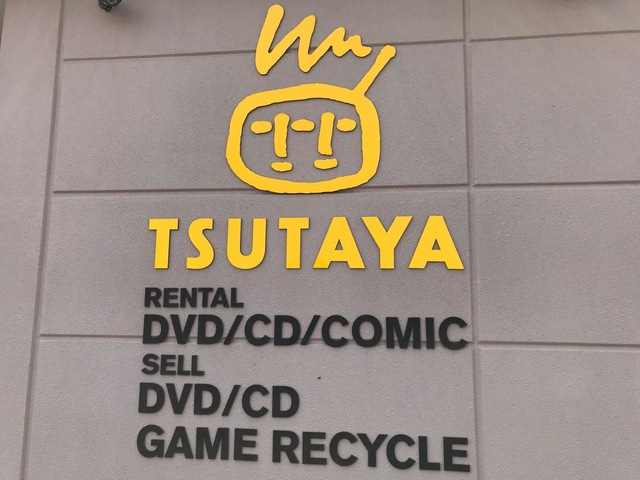 TSUTAYA
RENTAL
DVD/CD/COMIC
SELL
DVD/CD
GAME RECYCLE